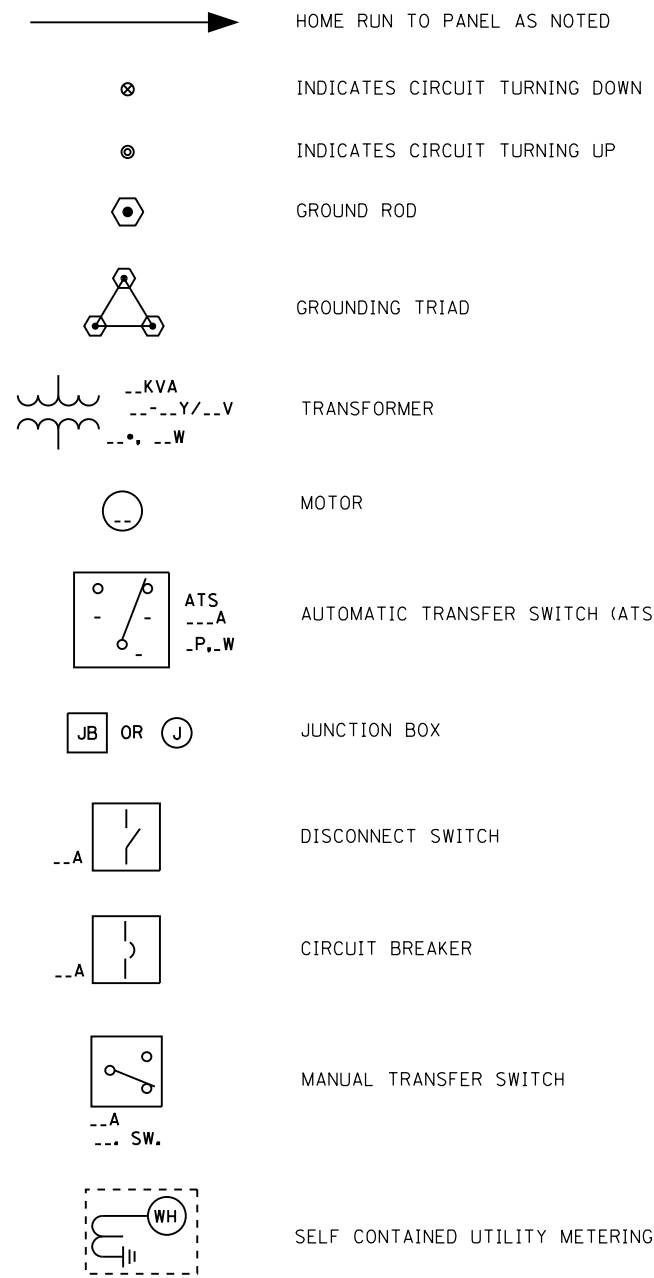 HOME RUN TO PANEL AS NOTED
INDICATES CIRCUIT TURNING DOWN
INDICATES CIRCUIT TURNING UP
GROUND ROD
GROUNDING TRIAD
__KVA
__-__Y/__V
__•, __W
TRANSFORMER
__
MOTOR
ATS
___A
_P,_W
AUTOMATIC TRANSFER SWITCH (ATS
JB OR J
JUNCTION BOX
__A
DISCONNECT SWITCH
__A
CIRCUIT BREAKER
__A
__. SW.
MANUAL TRANSFER SWITCH
WH
SELF CONTAINED UTILITY METERING